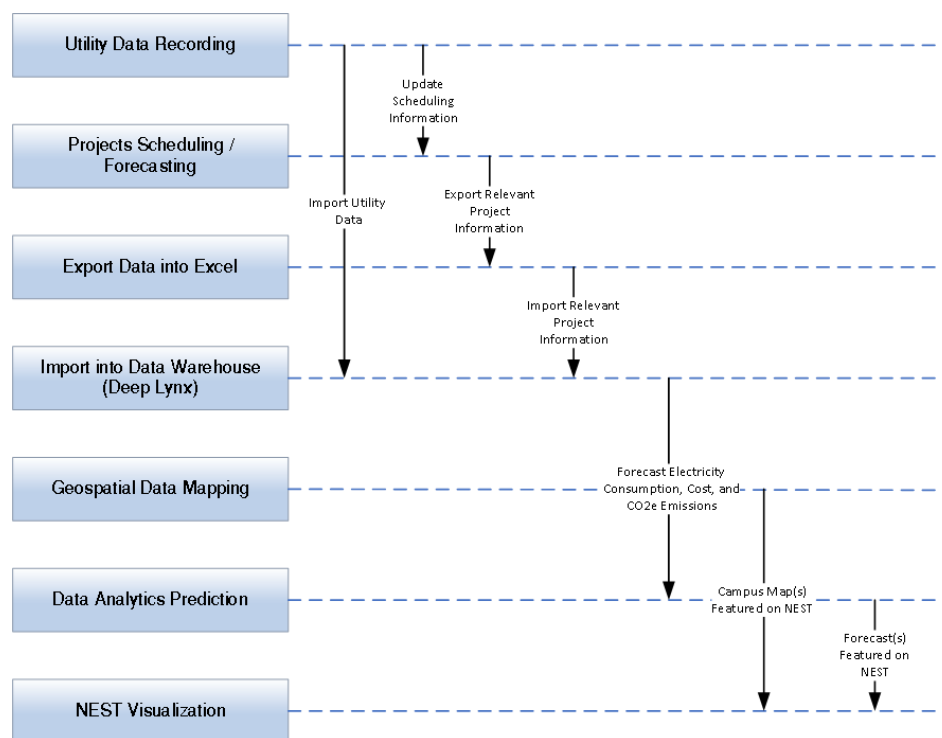 Utility Data Recording
Update
Scheduling
Information
Projects Scheduling /
Forecasting
Import Utility
Data
Export Relevant
Project
Information
Export Data into Excel
Import Relevant
Project
Information
Import into Data Warehouse
(Deep Lynx)
Geospatial Data Mapping
Forecast Electricity
Consumption, Cost, and
CO2e Emissions
Data Analytics Prediction
Campus Map(s)
Featured on NEST
Forecast(s)
Featured on
NEST
NEST Visualization